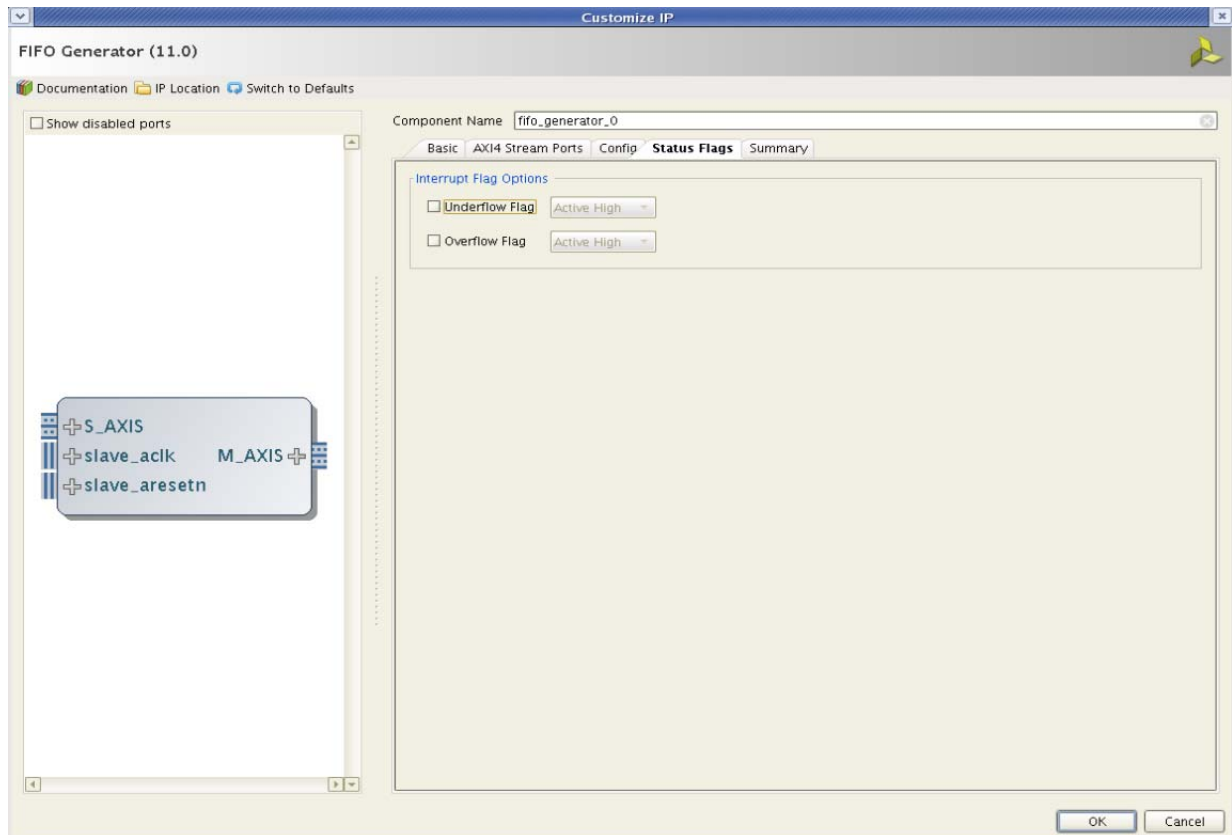 Customize IP
FIFO Generator (11.0)
Documentation IP Location Switch to Defaults
Show disabled ports
Component Name fifo_generator_0
Basic AXI4 Stream Ports Config Status Flags Summary
Interrupt Flag Options
Underflow Flag Active High
Overflow Flag Active High
S_AXIS
slave_aclk M_AXIS
slave_aresetn
OK Cancel